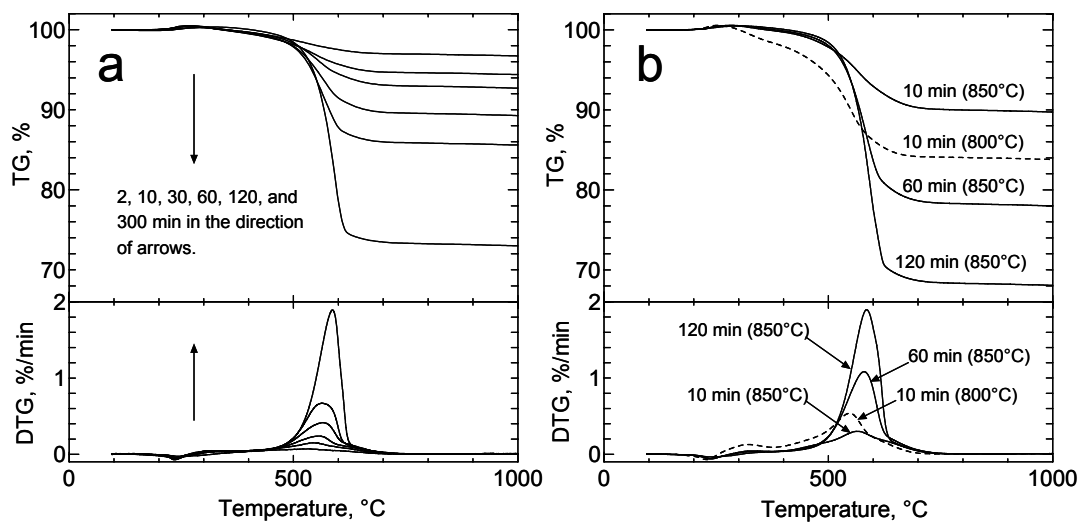 100
90
80
70
TG, %
a
2, 10, 30, 60, 120, and
300 min in the direction
of arrows.
2
1
0
DTG, %/min
0
500
1000
Temperature, °C
100
90
80
70
TG, %
b
10 min (850°C)
10 min (800°C)
60 min (850°C)
120 min (850°C)
2
1
0
DTG, %/min
120 min (850°C)
60 min (850°C)
10 min (850°C)
10 min (800°C)
0
500
1000
Temperature, °C